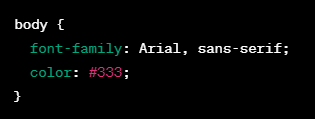 body {
  font-family: Arial, sans-serif;
  color: #333;
}